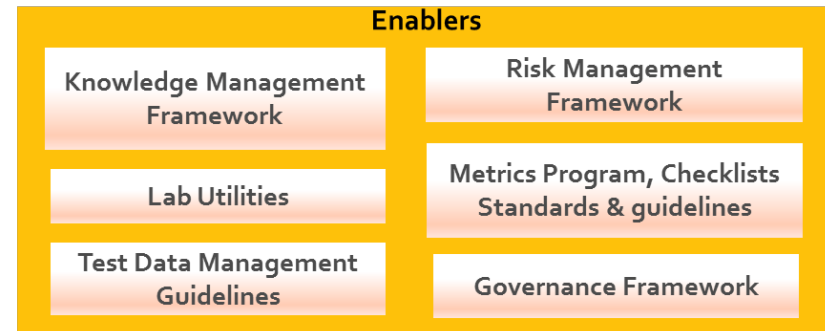 Enablers
Knowledge Management
Framework
Lab Utilities
Test Data Management
Guidelines
Risk Management
Framework
Metrics Program, Checklists
Standards & guidelines
Governance Framework